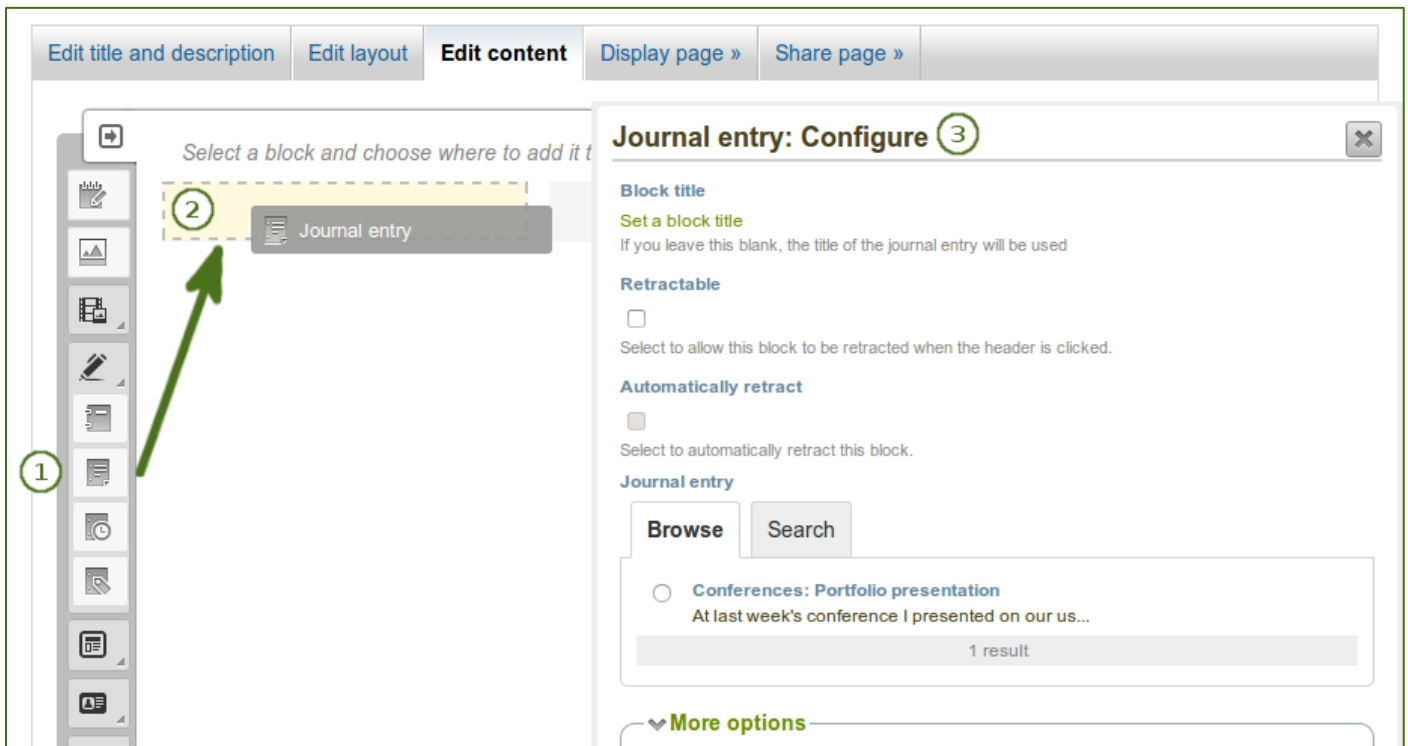 Edit title and description
Edit layout
Edit content
Display page »
Share page »
Select a block and choose where to add it t
1
2
Journal entry
Journal entry: Configure 3
Block title
Set a block title
If you leave this blank, the title of the journal entry will be used
Retractable
Select to allow this block to be retracted when the header is clicked.
Automatically retract
Select to automatically retract this block.
Journal entry
Browse
Search
Conferences: Portfolio presentation
At last week's conference I presented on our us...
1 result
More options